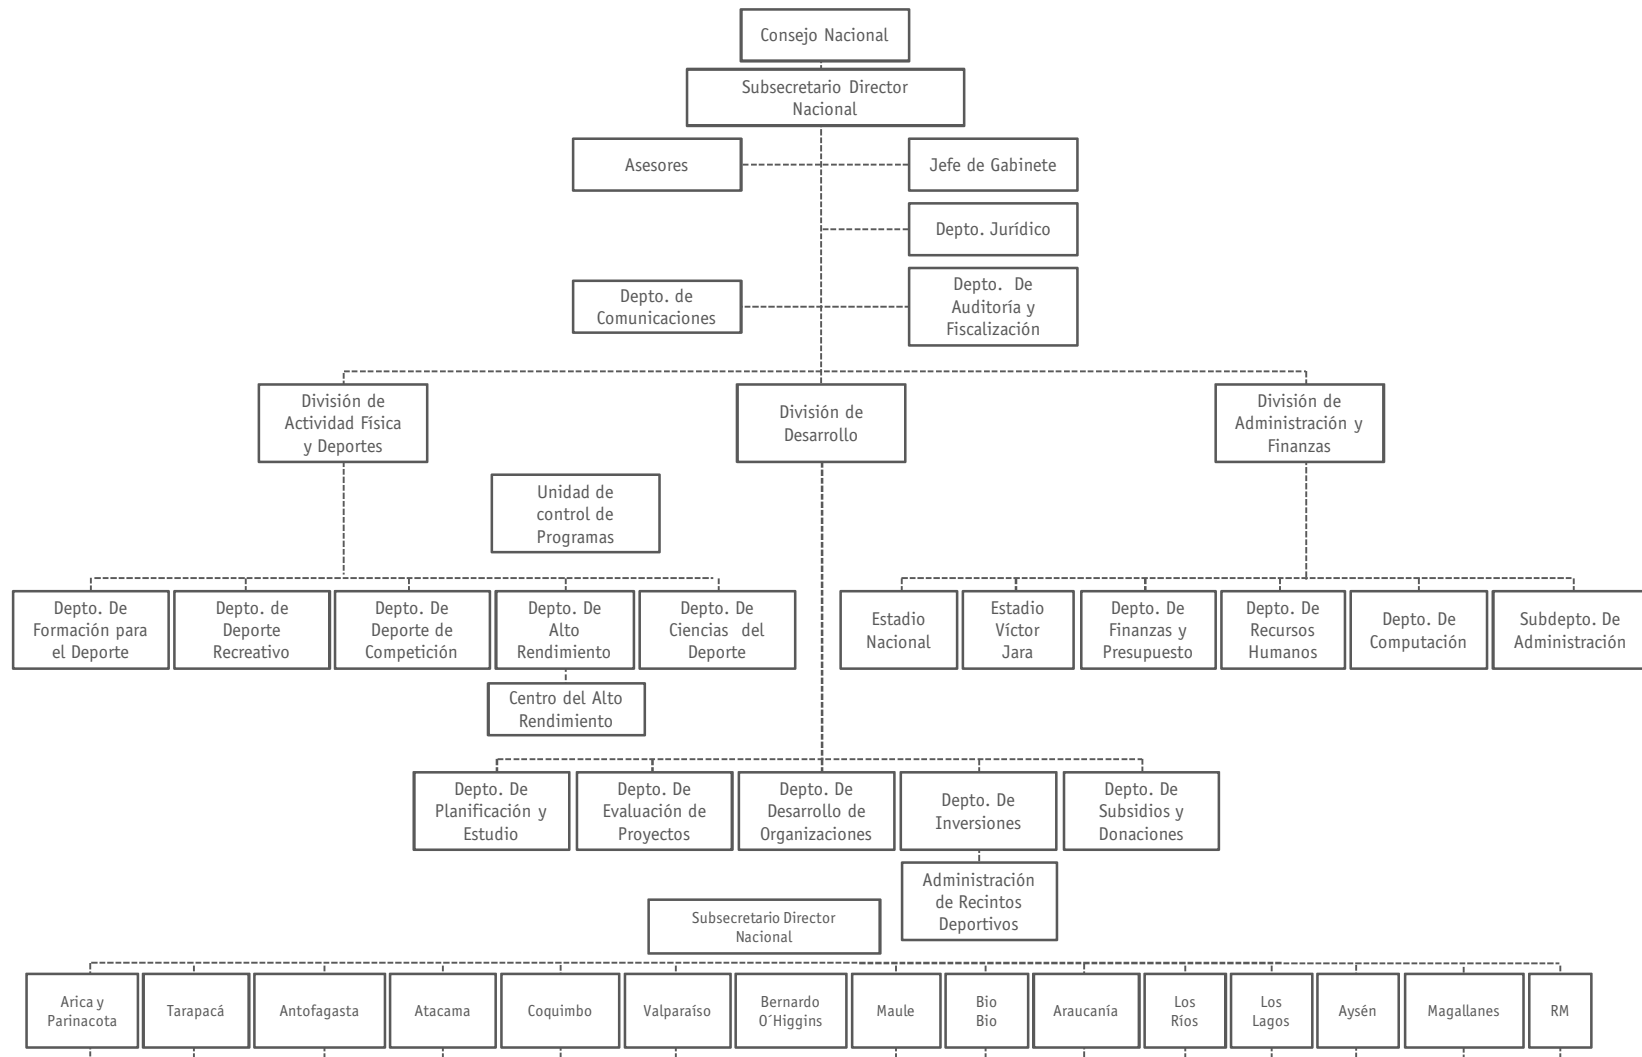 Consejo Nacional
Subsecretario Director
Nacional
Asesores
Jefe de Gabinete
Depto. Jurídico
Depto. de
Comunicaciones
Depto. De
Auditoría y
Fiscalización
División de
Actividad Física
y Deportes
División de
Desarrollo
División de
Administración y
Finanzas
Unidad de
control de
Programas
Depto. De
Formación para
el Deporte
Depto. de
Deporte
Recreativo
Depto. De
Deporte de
Competición
Depto. De
Alto
Rendimiento
Depto. De
Ciencias del
Deporte
Estadio
Nacional
Estadio
Víctor
Jara
Depto. De
Finanzas y
Presupuesto
Depto. De
Recursos
Humanos
Depto. De
Computación
Subdepto. De
Administración
Centro del Alto
Rendimiento
Depto. De
Planificación y
Estudio
Depto. De
Evaluación de
Proyectos
Depto. De
Desarrollo de
Organizaciones
Depto. De
Inversiones
Depto. De
Subsidios y
Donaciones
Administración
de Recintos
Deportivos
Subsecretario Director
Nacional
Arica y
Parinacota
Tarapacá
Antofagasta
Atacama
Coquimbo
Valparaíso
Bernardo
O´Higgins
Maule
Bio
Bio
Araucanía
Los
Ríos
Los
Lagos
Aysén
Magallanes
RM